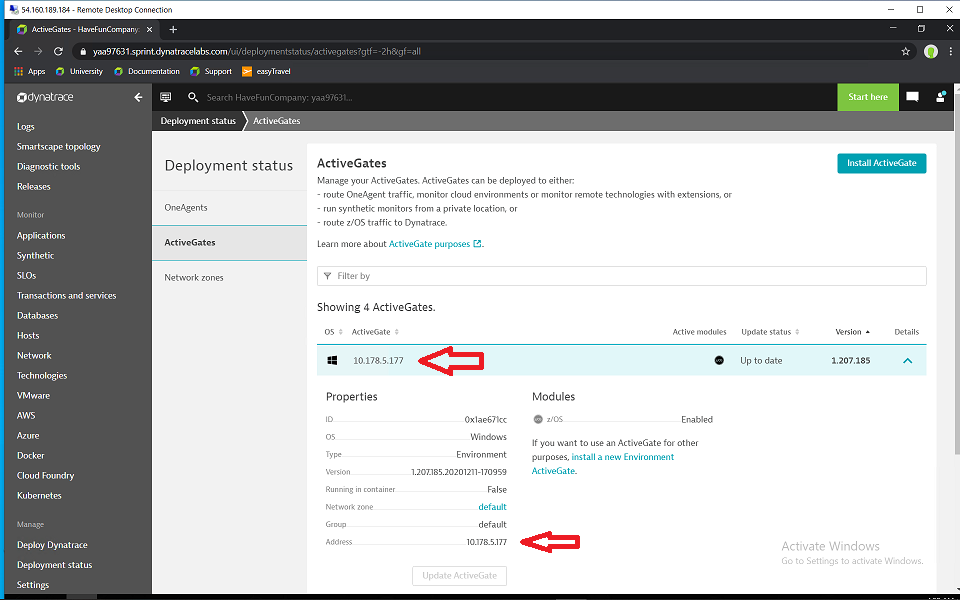 54.160.189.184 - Remote Desktop Connection
ActiveGates - HaveFunCompany:
yaa97631.sprint.dynatracelabs.com/ui/deploymentstatus/activegates?gtf=-2h&gf=all
Apps University Documentation Support easyTravel
dynatrace
Search HaveFunCompany: yaa97631...
Start here
Deployment status ActiveGates
Logs
Smartscape topology
Diagnostic tools
Releases
Monitor
Applications
Synthetic
SLOs
Transactions and services
Databases
Hosts
Network
Technologies
VMware
AWS
Azure
Docker
Cloud Foundry
Kubernetes
Manage
Deploy Dynatrace
Deployment status
Settings
Deployment status
OneAgents
ActiveGates
Network zones
ActiveGates
Install ActiveGate
Manage your ActiveGates. ActiveGates can be deployed to either:
- route OneAgent traffic, monitor cloud environments or monitor remote technologies with extensions, or
- run synthetic monitors from a private location, or
- route z/OS traffic to Dynatrace.
Learn more about ActiveGate purposes.
Filter by
Showing 4 ActiveGates.
OS ActiveGate Active modules Update status Version Details
10.178.5.177 Up to date 1.207.185
Properties
ID 0x1ae671cc
OS Windows
Type Environment
Version 1.207.185.20201211-170959
Running in container False
Network zone default
Group default
Address 10.178.5.177
Update ActiveGate
Modules
z/OS Enabled
If you want to use an ActiveGate for other
purposes, install a new Environment
ActiveGate.
Activate Windows
Go to Settings to activate Windows.